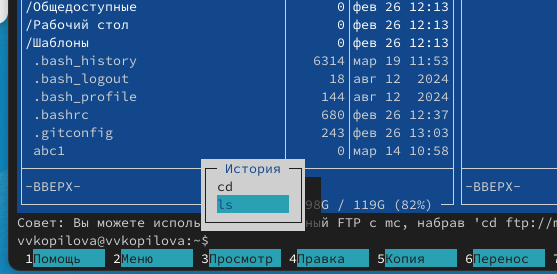 /Общедоступные 0 фев 26 12:13
/Рабочий стол 0 фев 26 12:13
/Шаблоны 0 фев 26 12:13
.bash_history 6314 мар 19 11:53
.bash_logout 18 авг 12 2024
.bash_profile 144 авг 12 2024
.bashrc 680 фев 26 12:37
.gitconfig 243 фев 26 13:03
abc1 0 мар 14 10:58
История
cd
ls
-ВВЕРХ- 98G / 119G (82%) -ВВЕРХ-
Совет: Вы можете исполь ный FTP с mc, набрав 'cd ftp://m
vvkopilova@vvkopilova:~$
1Помощь 2Меню 3Просмотр 4Правка 5Копия 6Перенос